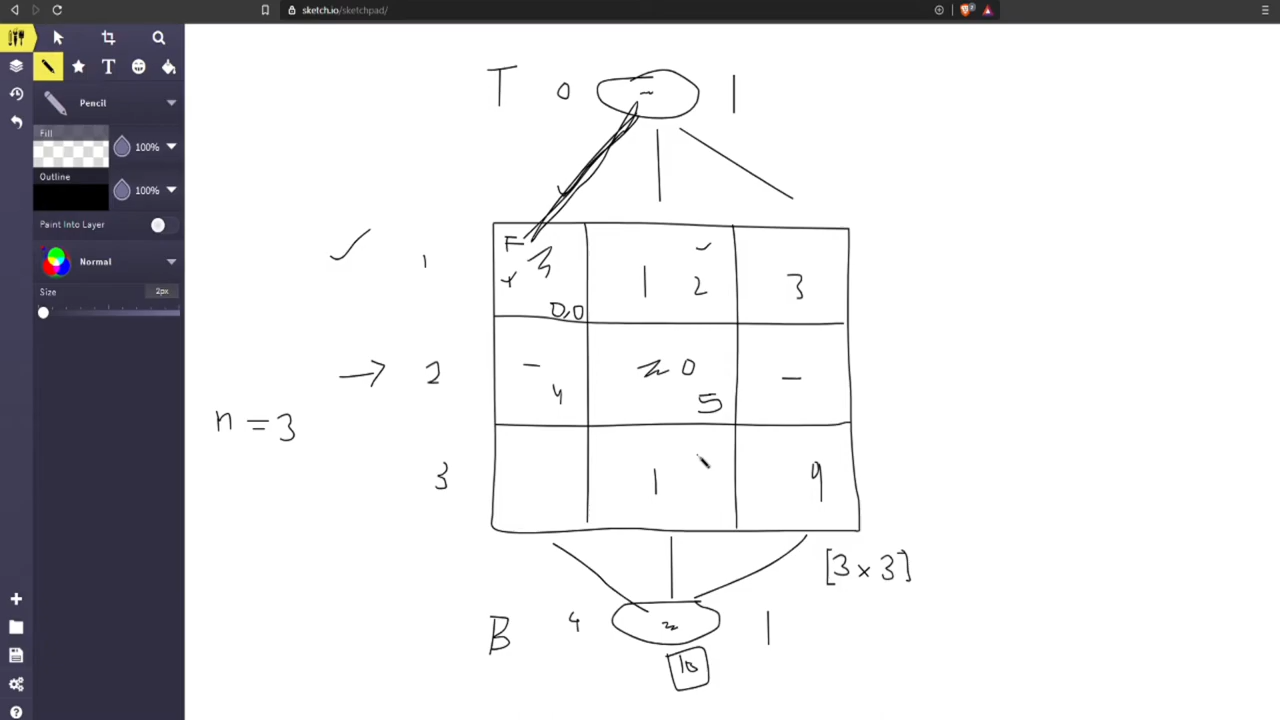 sketch.io/sketchpad/
T 0 1
Pencil
Fill
100%
Outline
100%
Paint Into Layer
F
1 1 2 3
0,0
Normal
Size 2px
2 - 0 -
4 5
n = 3
3 1 9
[3 x 3]
B 4 1
10